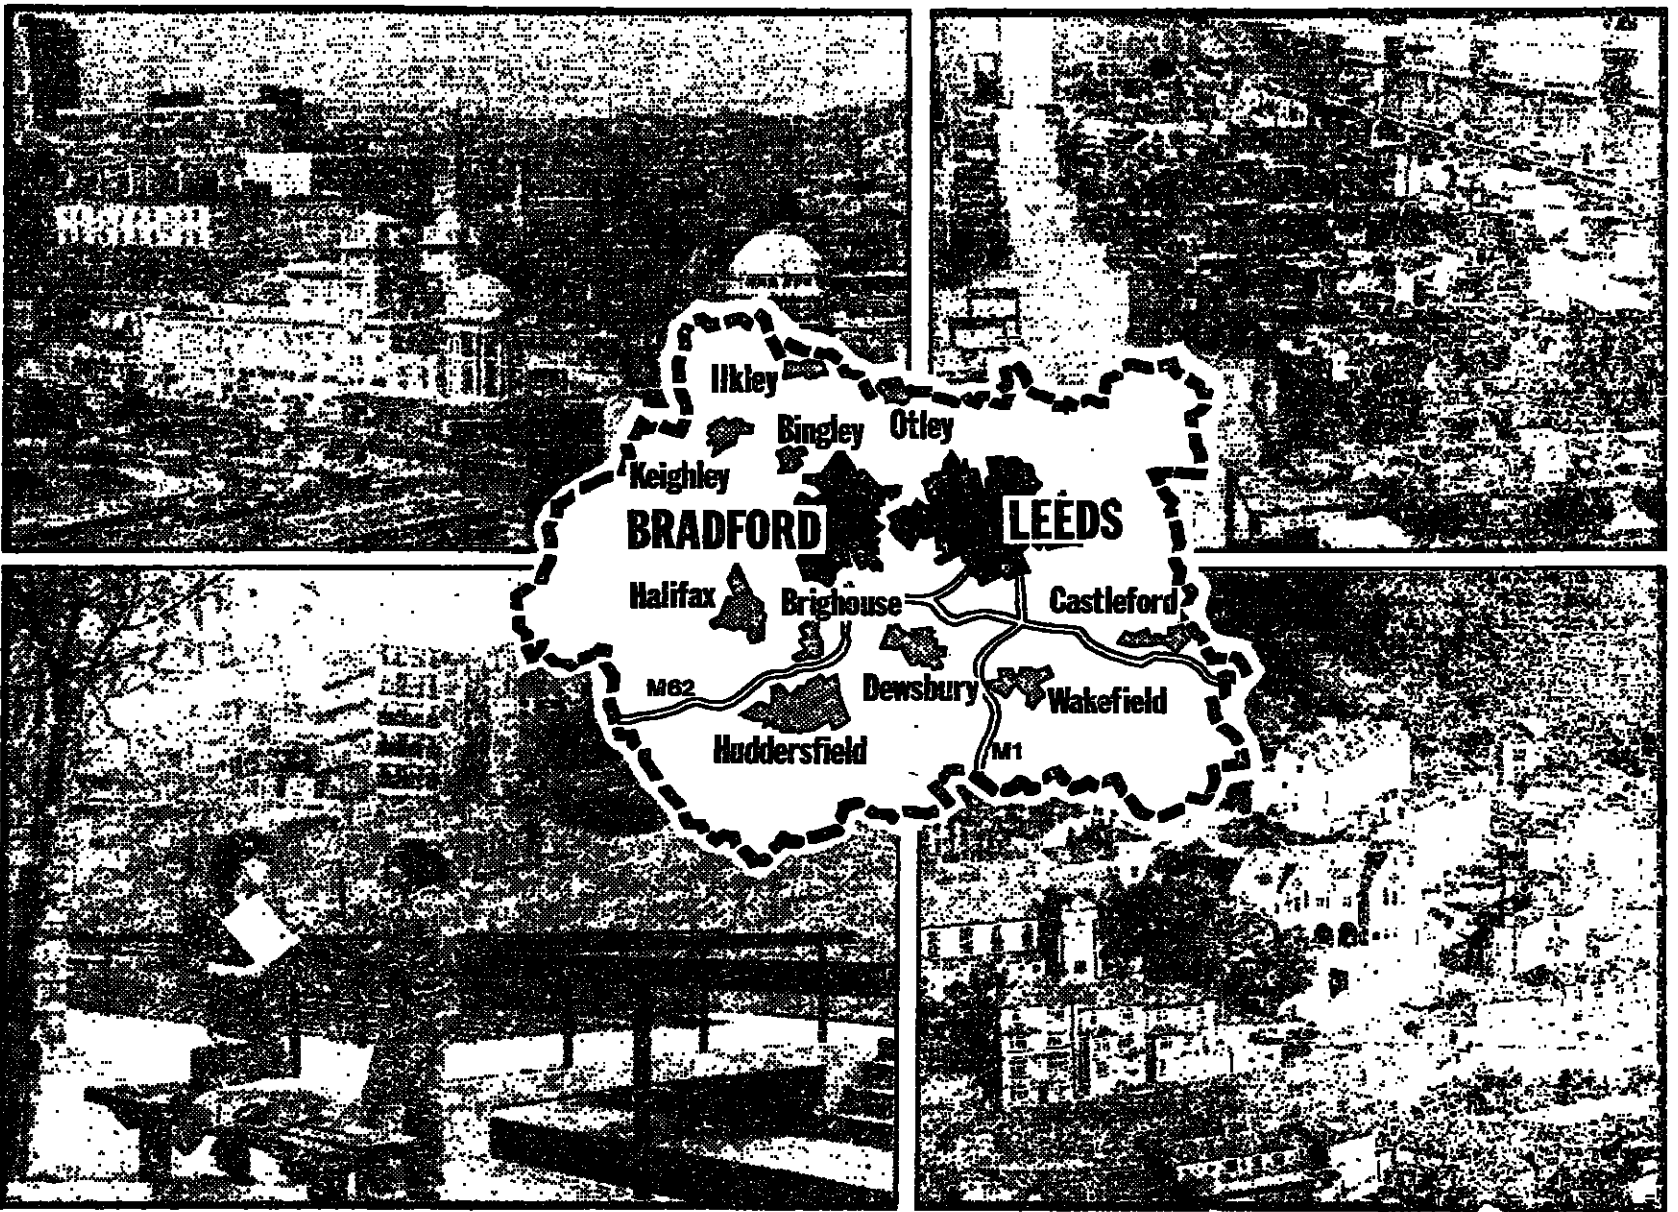 Ilkley
Bingley
Otley
Keighley
BRADFORD
LEEDS
Halifax
Brighouse
Castleford
M62
Dewsbury
Wakefield
Huddersfield
M1